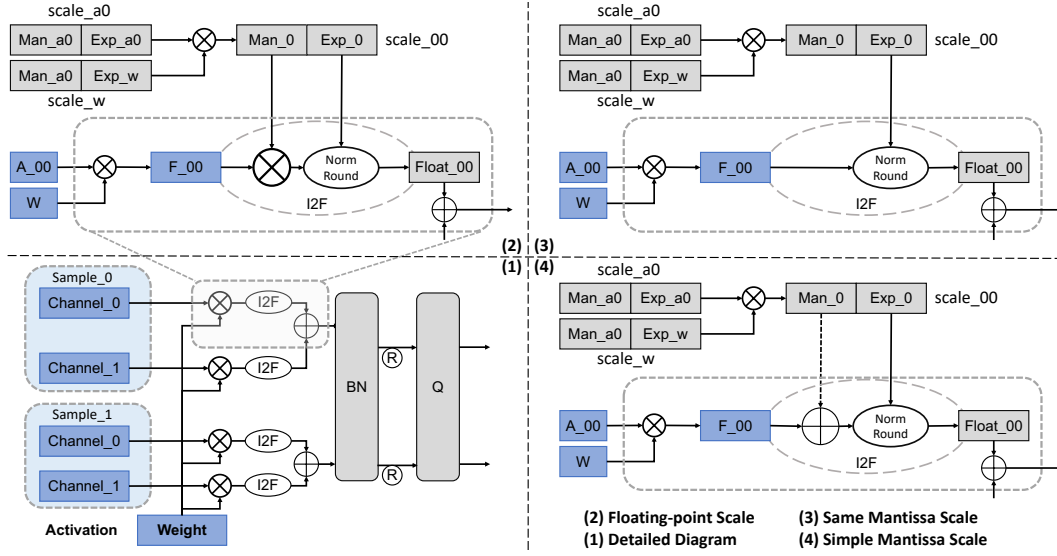 scale_a0
Man_a0 Exp_a0
Man_0 Exp_0
scale_00
Man_a0 Exp_w
scale_w
A_00
W
F_00
Norm
Round
I2F
Float_00
(2)
scale_a0
Man_a0 Exp_a0
Man_0 Exp_0
scale_00
Man_a0 Exp_w
scale_w
A_00
W
F_00
Norm
Round
I2F
Float_00
(3)
(1)
Sample_0
Channel_0
I2F
Channel_1
I2F
Sample_1
Channel_0
I2F
Channel_1
I2F
BN
R
R
Q
Activation
Weight
(4)
scale_a0
Man_a0 Exp_a0
Man_0 Exp_0
scale_00
Man_a0 Exp_w
scale_w
A_00
W
F_00
Norm
Round
I2F
Float_00
(2) Floating-point Scale
(3) Same Mantissa Scale
(1) Detailed Diagram
(4) Simple Mantissa Scale